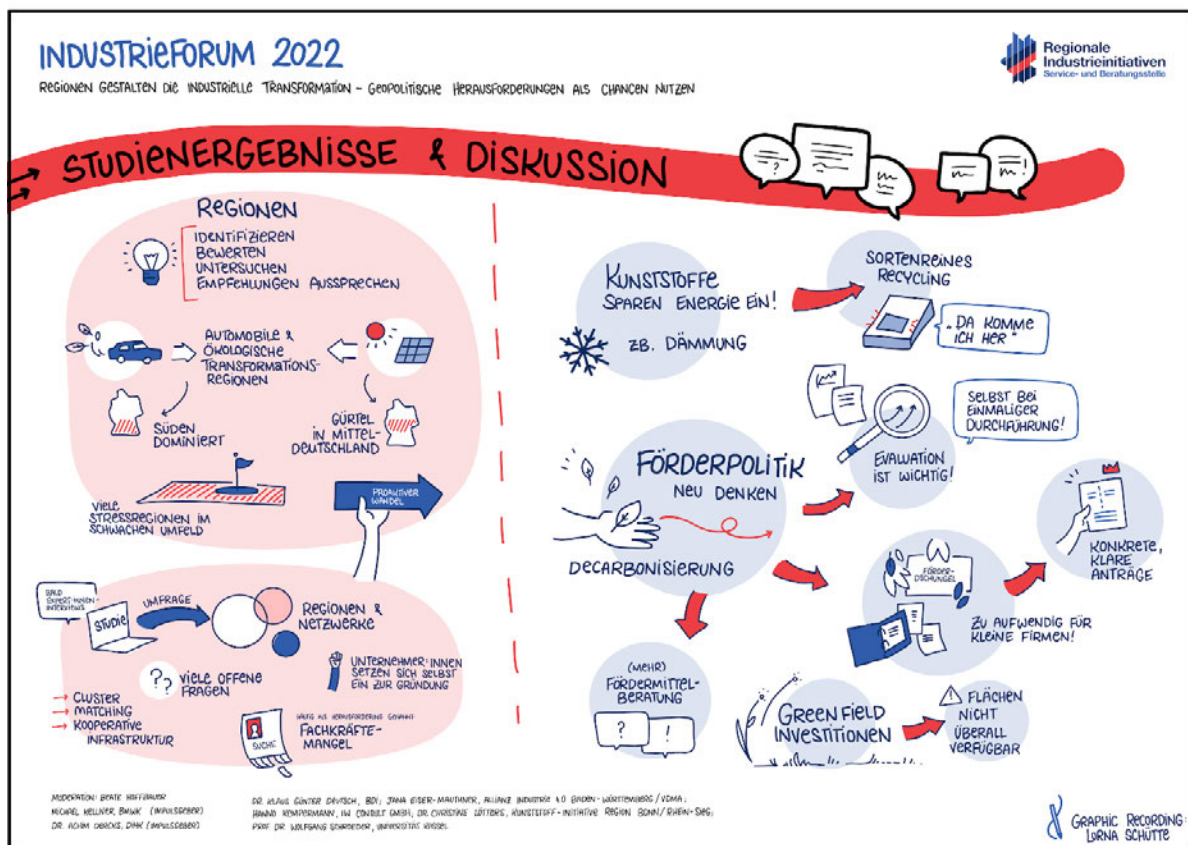 INDUSTRIEFORUM 2022
REGIONEN GESTALTEN DIE INDUSTRIELLE TRANSFORMATION – GEOPOLITISCHE HERAUSFORDERUNGEN ALS CHANCEN NUTZEN
Regionale
Industrieinitiativen
Service- und Beratungsstelle
STUDIENERGEBNISSE & DISKUSSION
REGIONEN
IDENTIFIZIEREN
BEWERTEN
UNTERSUCHEN
EMPFEHLUNGEN AUSSPRECHEN
AUTOMOBILE &
ÖKOLOGISCHE
TRANSFORMATIONS-
REGIONEN
SÜDEN
DOMINIERT
GÜRTEL
IN MITTEL-
DEUTSCHLAND
VIELE
STRESSREGIONEN IM
SCHWACHEN UMFELD
PROAKTIVER
WANDEL
BALD
EXPERT·INNEN-
INTERVIEWS
STUDIE
UMFRAGE
REGIONEN &
NETZWERKE
?? VIELE OFFENE
FRAGEN
UNTERNEHMER·INNEN
SETZEN SICH SELBST
EIN ZUR GRÜNDUNG
→ CLUSTER
→ MATCHING
→ KOOPERATIVE
INFRASTRUKTUR
SUCHE
HÄUFIG ALS HERAUSFORDERUNG GENANNT
FACHKRÄFTE-
MANGEL
KUNSTSTOFFE
SPAREN ENERGIE EIN!
ZB. DÄMMUNG
SORTENREINES
RECYCLING
„DA KOMME
ICH HER"
FÖRDERPOLITIK
NEU DENKEN
DECARBONISIERUNG
EVALUATION
IST WICHTIG!
SELBST BEI
EINMALIGER
DURCHFÜHRUNG!
FÖRDER-
DSCHUNGEL
ZU AUFWENDIG FÜR
KLEINE FIRMEN!
KONKRETE,
KLARE
ANTRÄGE
(MEHR)
FÖRDERMITTEL-
BERATUNG
? !
GREENFIELD
INVESTITIONEN
! FLÄCHEN
NICHT
ÜBERALL
VERFÜGBAR
MODERATION: BEATE HOFFBAUER
MICHAEL KELLNER, BMWK (IMPULSGEBER)
DR. ACHIM DERCKS, DIHK (IMPULSGEBER)
DR. KLAUS GÜNTER DEUTSCH, BDI; JANA EISER-MAUTHNER, ALLIANZ INDUSTRIE 4.0 BADEN-WÜRTTEMBERG/VDMA;
HANNO KEMPERMANN, IW CONSULT GMBH, DR. CHRISTINE LÖTTERS, KUNSTSTOFF-INITIATIVE REGION BONN/RHEIN-SIEG;
PROF. DR. WOLFGANG SCHROEDER, UNIVERSITÄT KASSEL
GRAPHIC RECORDING:
LORNA SCHÜTTE